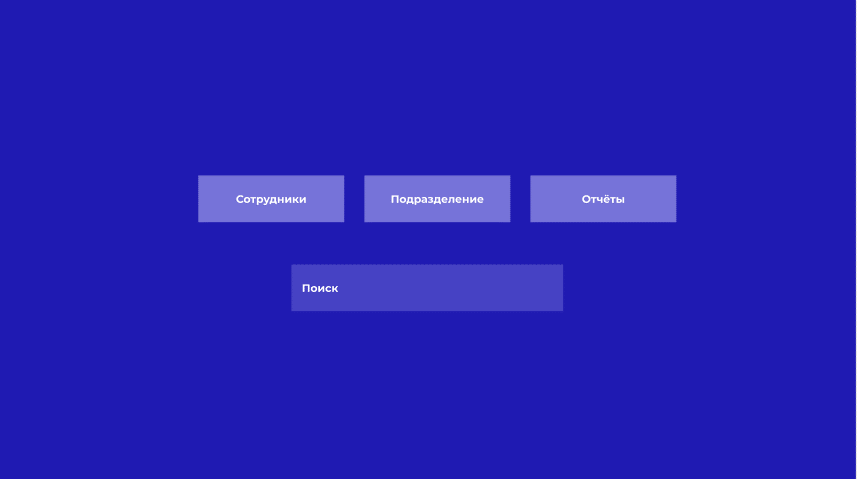 Сотрудники
Подразделение
Отчёты
Поиск